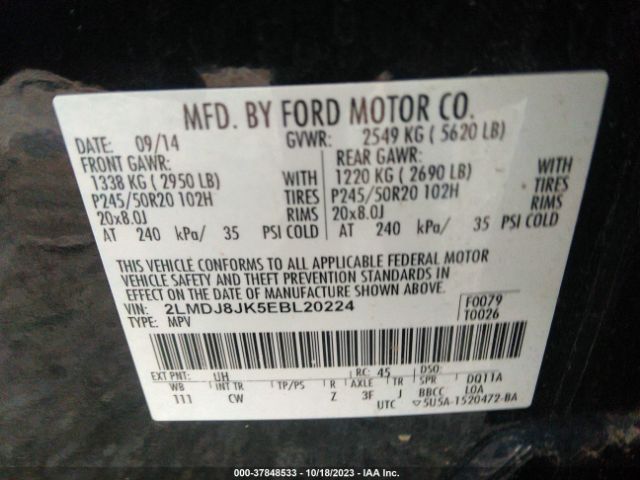 MFD. BY FORD MOTOR CO.
DATE: 09/14 GVWR: 2549 KG ( 5620 LB)
FRONT GAWR: REAR GAWR:
1338 KG ( 2950 LB) WITH 1220 KG ( 2690 LB) WITH
P245/50R20 102H TIRES P245/50R20 102H TIRES
20x8.0J RIMS 20x8.0J RIMS
AT 240 kPa/ 35 PSI COLD AT 240 kPa/ 35 PSI COLD
THIS VEHICLE CONFORMS TO ALL APPLICABLE FEDERAL MOTOR
VEHICLE SAFETY AND THEFT PREVENTION STANDARDS IN
EFFECT ON THE DATE OF MANUFACTURE SHOWN ABOVE.
VIN: 2LMDJ8JK5EBL20224 F0079
TYPE: MPV T0026
EXT PNT: UH RC: 45 DSO:
WB INT TR TP/PS R AXLE TR SPR DQ11A
111 CW Z 3F J BBCC LOA
UTC ▽5U5A-1520472-BA
000-37848533 - 10/18/2023 - IAA Inc.